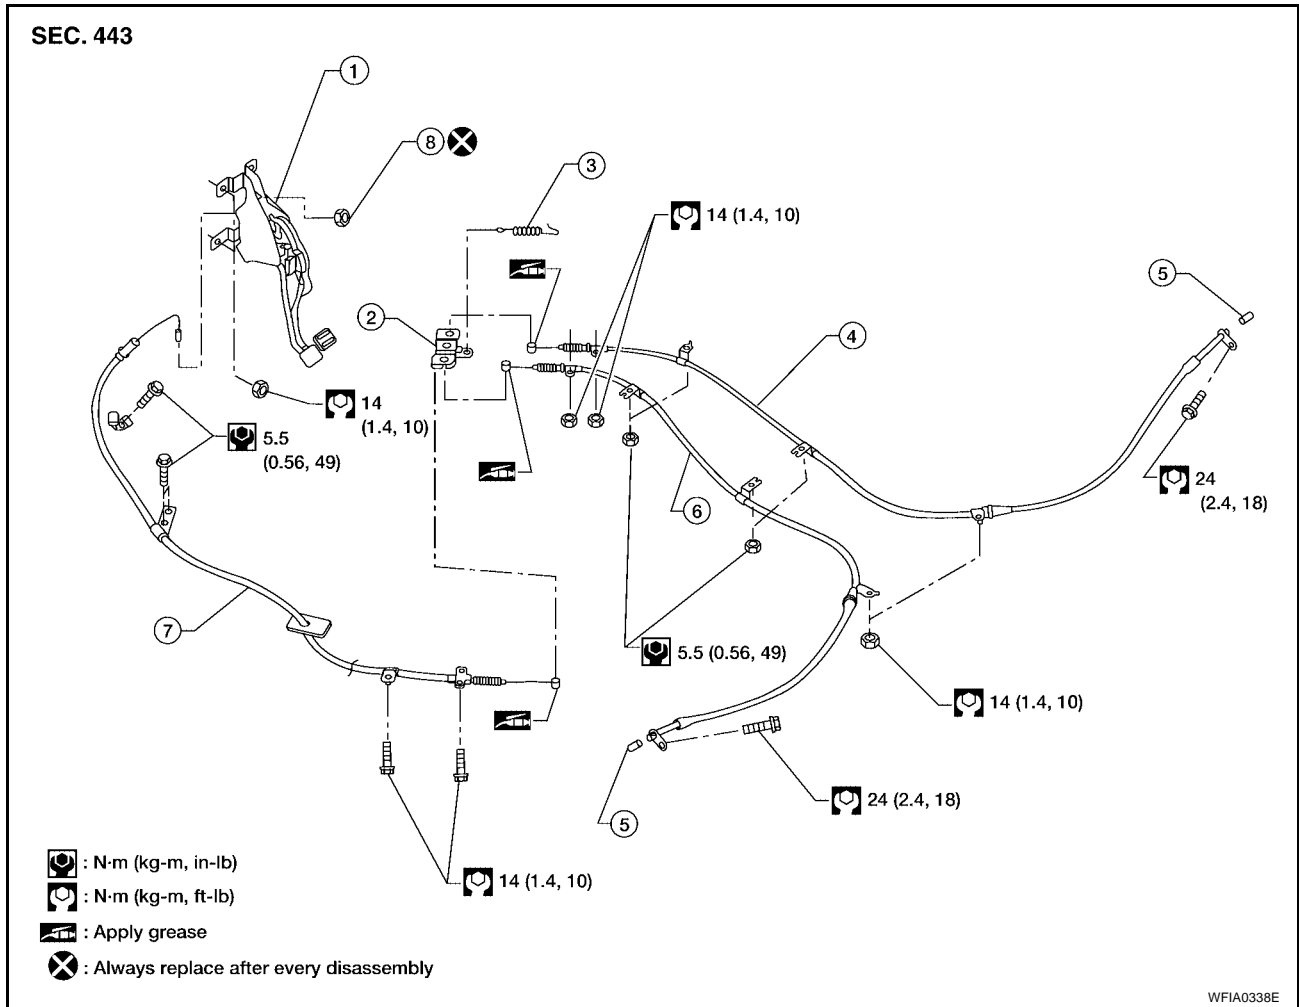 SEC. 443
1
8
3
14 (1.4, 10)
5
2
4
14
(1.4, 10)
5.5
(0.56, 49)
24
(2.4, 18)
6
7
5.5 (0.56, 49)
14 (1.4, 10)
24 (2.4, 18)
5
14 (1.4, 10)
: N·m (kg-m, in-lb)
: N·m (kg-m, ft-lb)
: Apply grease
: Always replace after every disassembly
WFIA0338E